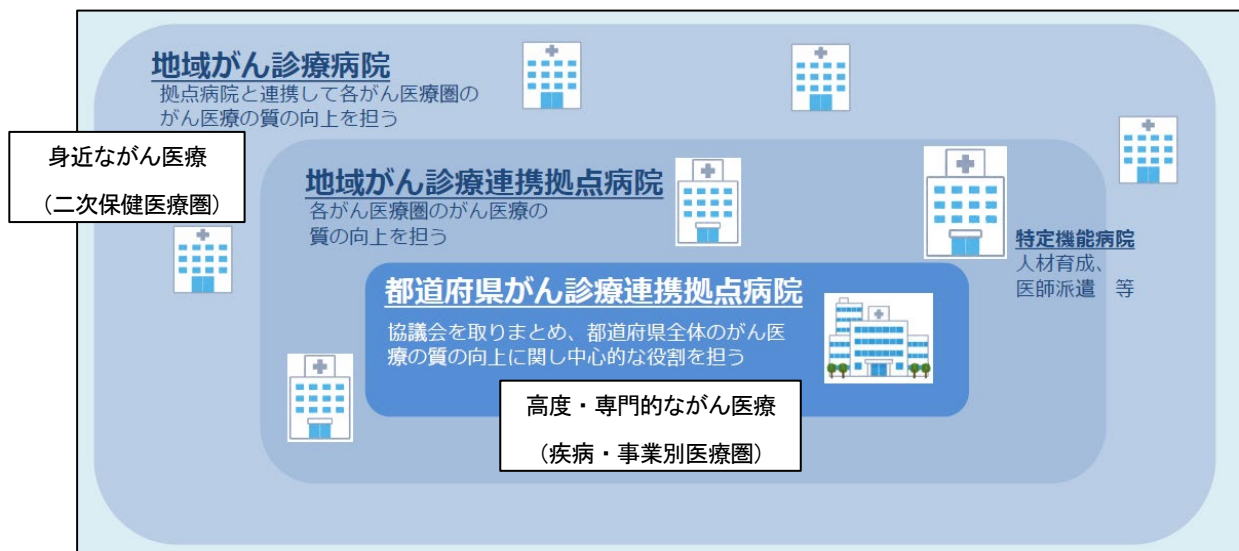 地域がん診療病院
拠点病院と連携して各がん医療圏の
がん医療の質の向上を担う
身近ながん医療
（二次保健医療圏）
地域がん診療連携拠点病院
各がん医療圏のがん医療の
質の向上を担う
特定機能病院
人材育成、
医師派遣　等
都道府県がん診療連携拠点病院
協議会を取りまとめ、都道府県全体のがん医
療の質の向上に関し中心的な役割を担う
高度・専門的ながん医療
（疾病・事業別医療圏）